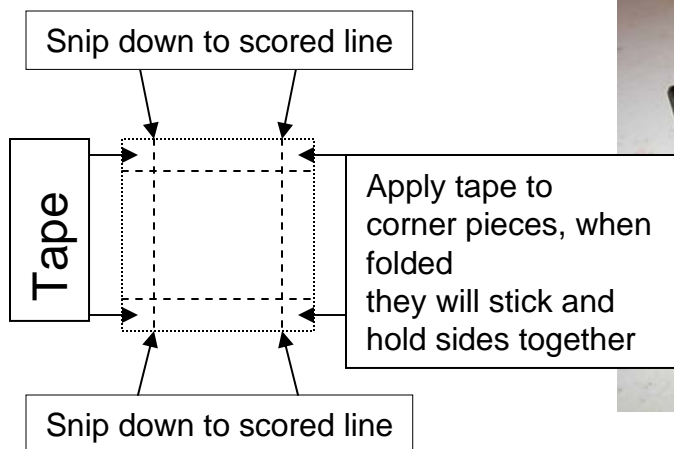 Snip down to scored line
Tape
Apply tape to
corner pieces, when
folded
they will stick and
hold sides together
Snip down to scored line